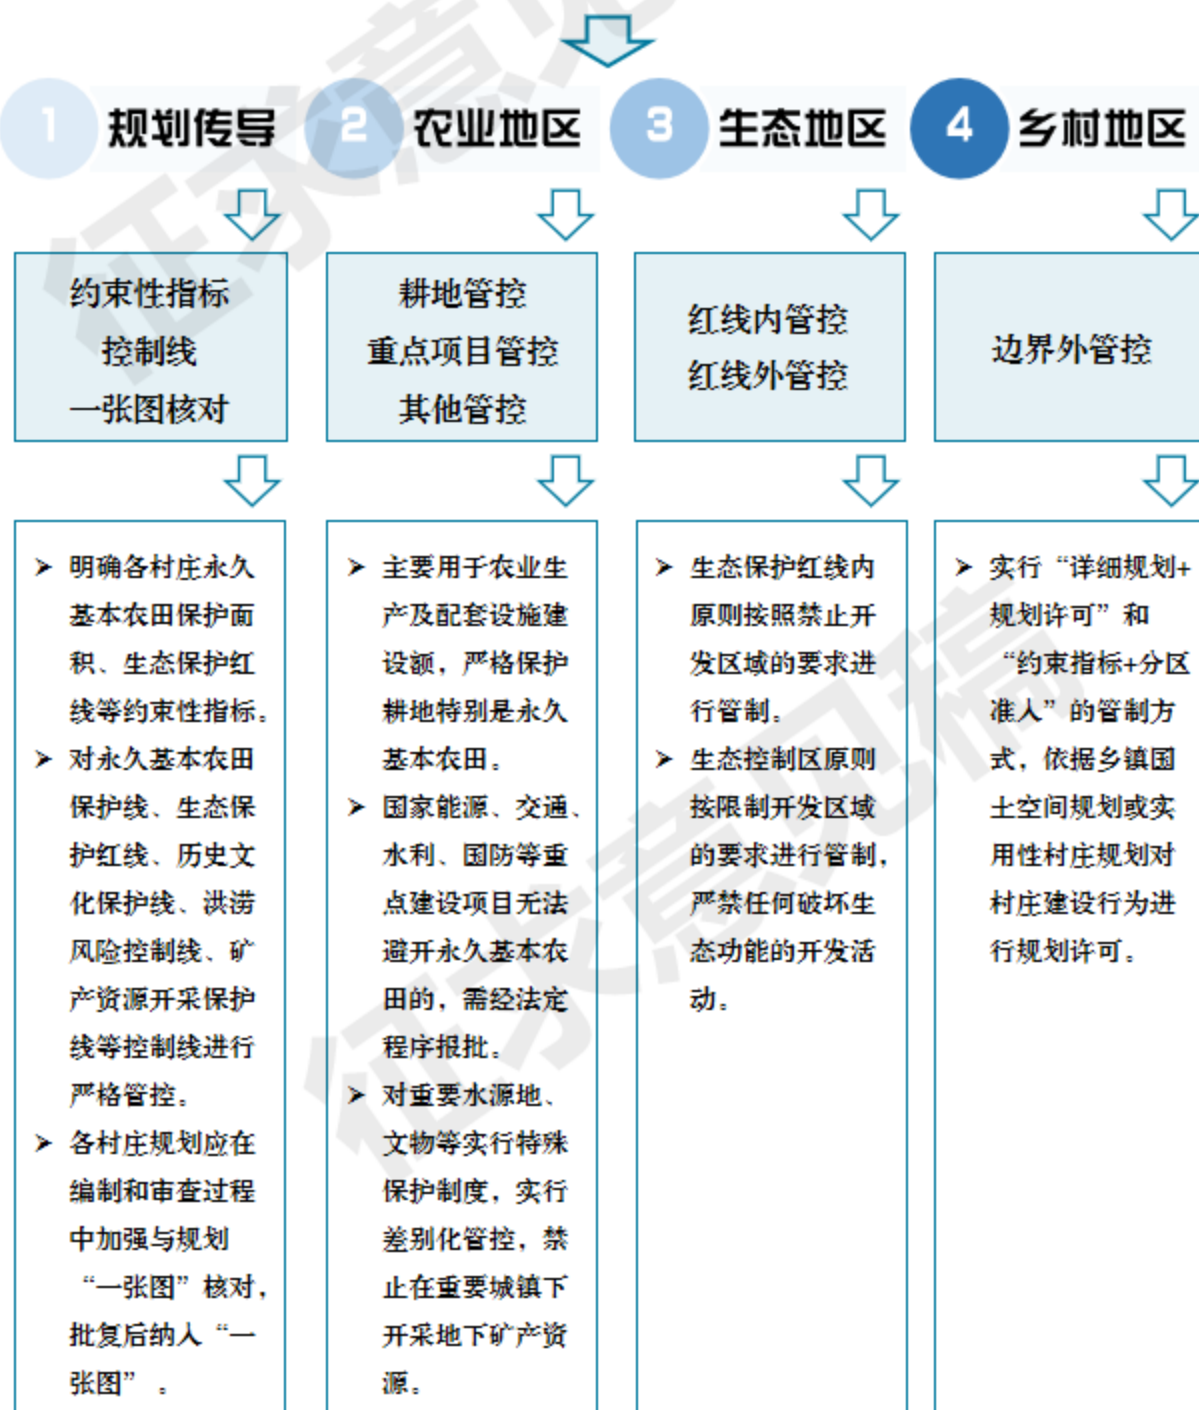 1 规划传导
2 农业地区
3 生态地区
4 乡村地区
约束性指标
控制线
一张图核对
耕地管控
重点项目管控
其他管控
红线内管控
红线外管控
边界外管控
➢ 明确各村庄永久
基本农田保护面
积、生态保护红
线等约束性指标。
➢ 对永久基本农田
保护线、生态保
护红线、历史文
化保护线、洪涝
风险控制线、矿
产资源开采保护
线等控制线进行
严格管控。
➢ 各村庄规划应在
编制和审查过程
中加强与规划
“一张图”核对，
批复后纳入“一
张图”。
➢ 主要用于农业生
产及配套设施建
设额，严格保护
耕地特别是永久
基本农田。
➢ 国家能源、交通、
水利、国防等重
点建设项目无法
避开永久基本农
田的，需经法定
程序报批。
➢ 对重要水源地、
文物等实行特殊
保护制度，实行
差别化管控，禁
止在重要城镇下
开采地下矿产资
源。
➢ 生态保护红线内
原则按照禁止开
发区域的要求进
行管制。
➢ 生态控制区原则
按限制开发区域
的要求进行管制，
严禁任何破坏生
态功能的开发活
动。
➢ 实行“详细规划+
规划许可”和
“约束指标+分区
准入”的管制方
式，依据乡镇国
土空间规划或实
用性村庄规划对
村庄建设行为进
行规划许可。
征求意见
征求意见稿